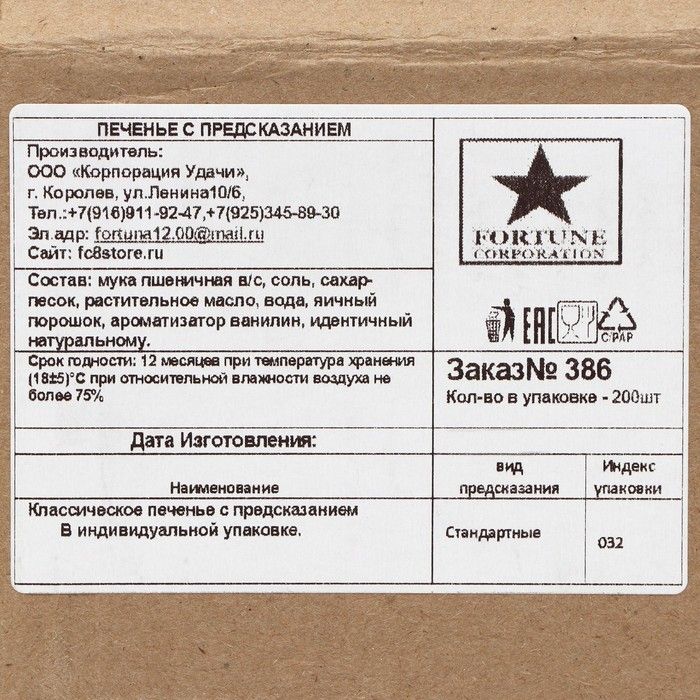 ПЕЧЕНЬЕ С ПРЕДСКАЗАНИЕМ
Производитель:
ООО «Корпорация Удачи»,
г. Королев, ул.Ленина10/6,
Тел.:+7(916)911-92-47,+7(925)345-89-30
Эл.адр: fortuna12.00@mail.ru
Сайт: fc8store.ru
Состав: мука пшеничная в/с, соль, сахар-
песок, растительное масло, вода, яичный
порошок, ароматизатор ванилин, идентичный
натуральному.
Срок годности: 12 месяцев при температура хранения
(18±5)°С при относительной влажности воздуха не
более 75%
FORTUNE
CORPORATION
EAC
C/PAP
Заказ№ 386
Кол-во в упаковке - 200шт
Дата Изготовления:
Наименование
вид
предсказания
Индекс
упаковки
Классическое печенье с предсказанием
В индивидуальной упаковке.
Стандартные
032